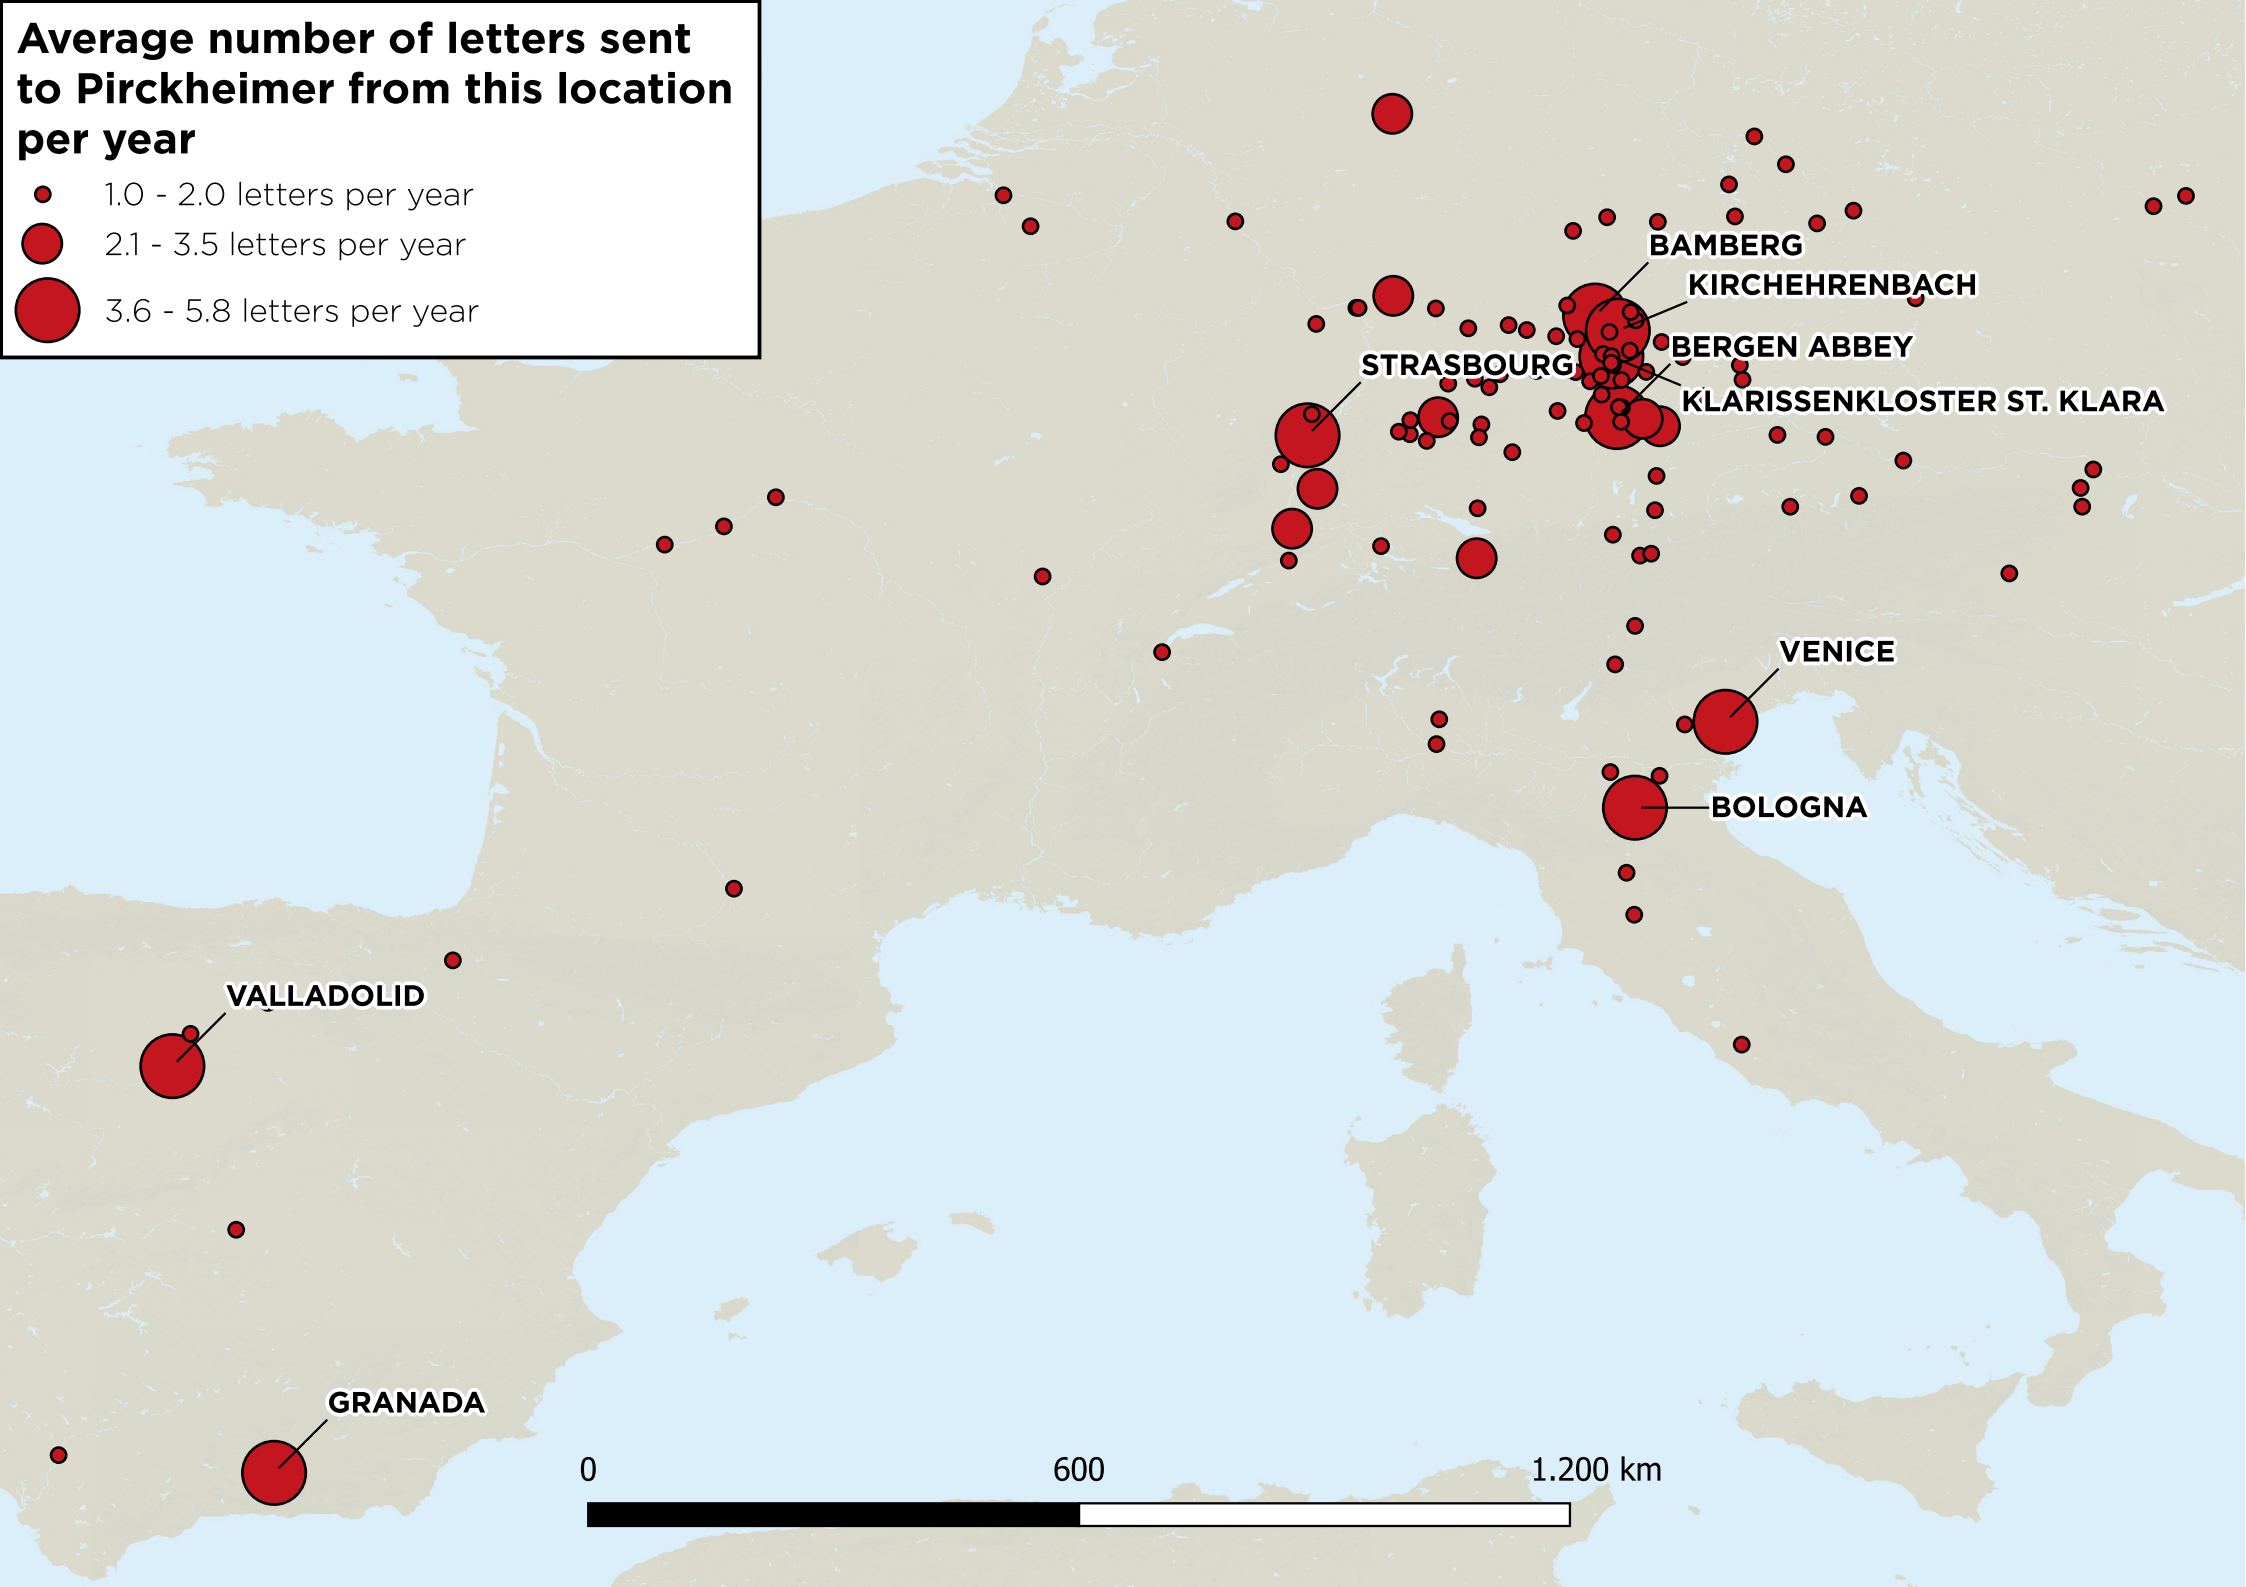 Average number of letters sent
to Pirckheimer from this location
per year
1.0 - 2.0 letters per year
2.1 - 3.5 letters per year
3.6 - 5.8 letters per year
BAMBERG
KIRCHEHRENBACH
BERGEN ABBEY
STRASBOURG
KLARISSENKLOSTER ST. KLARA
VENICE
BOLOGNA
VALLADOLID
GRANADA
0 600 1.200 km